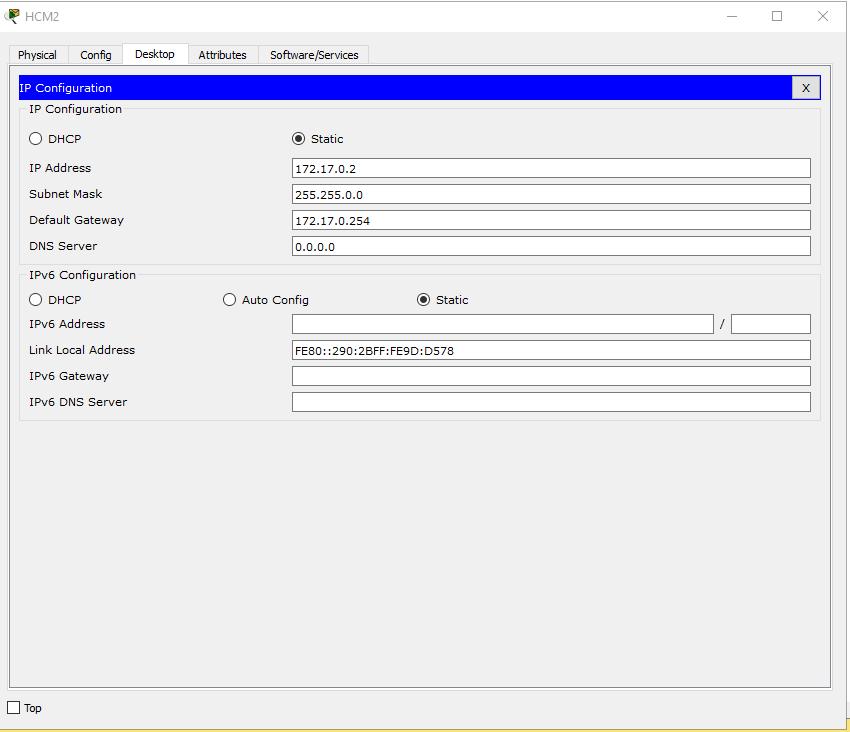 HCM2
Physical Config Desktop Attributes Software/Services
IP Configuration X
IP Configuration
DHCP Static
IP Address 172.17.0.2
Subnet Mask 255.255.0.0
Default Gateway 172.17.0.254
DNS Server 0.0.0.0
IPv6 Configuration
DHCP Auto Config Static
IPv6 Address /
Link Local Address FE80::290:2BFF:FE9D:D578
IPv6 Gateway
IPv6 DNS Server
Top